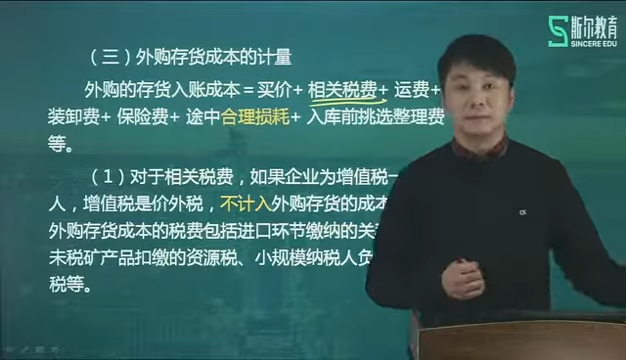 斯尔教育
SINCERE EDU
（三）外购存货成本的计量
外购的存货入账成本＝买价+ 相关税费+ 运费+
装卸费+ 保险费+ 途中合理损耗+ 入库前挑选整理费
等。
（1）对于相关税费，如果企业为增值税一
人，增值税是价外税，不计入外购存货的成本
外购存货成本的税费包括进口环节缴纳的关
未税矿产品扣缴的资源税、小规模纳税人负
税等。